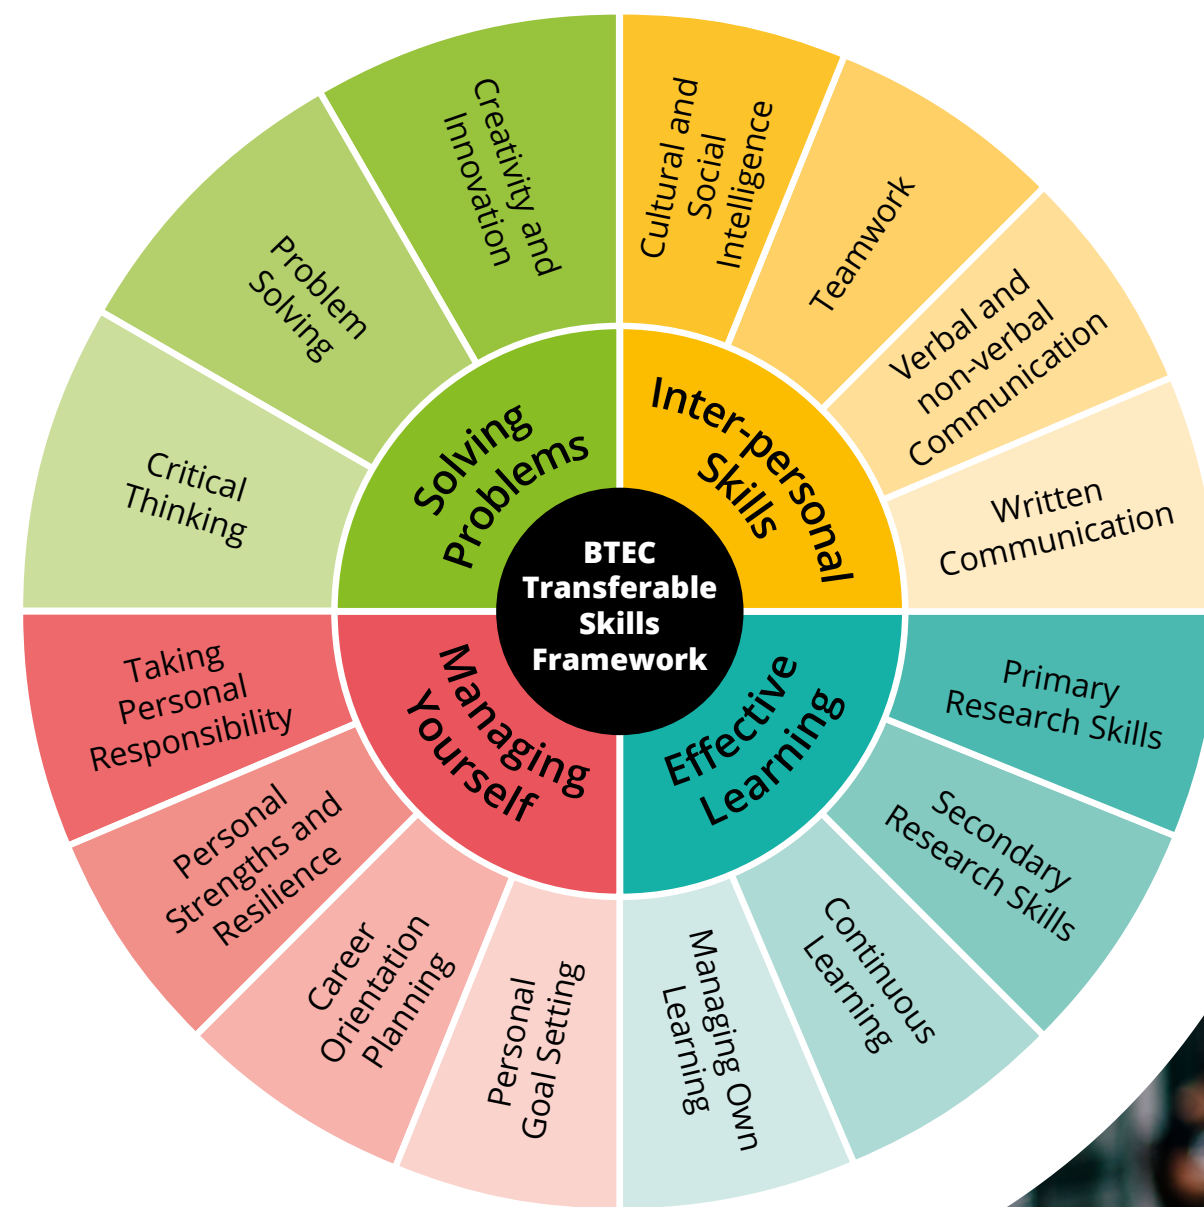 BTEC
Transferable
Skills
Framework
Solving
Problems
Creativity and
Innovation
Problem
Solving
Critical
Thinking
Inter-personal
Skills
Cultural and
Social
Intelligence
Teamwork
Verbal and
non-verbal
Communication
Written
Communication
Effective
Learning
Primary
Research Skills
Secondary
Research Skills
Continuous
Learning
Managing Own
Learning
Managing
Yourself
Personal
Goal Setting
Career
Orientation
Planning
Personal
Strengths and
Resilience
Taking
Personal
Responsibility